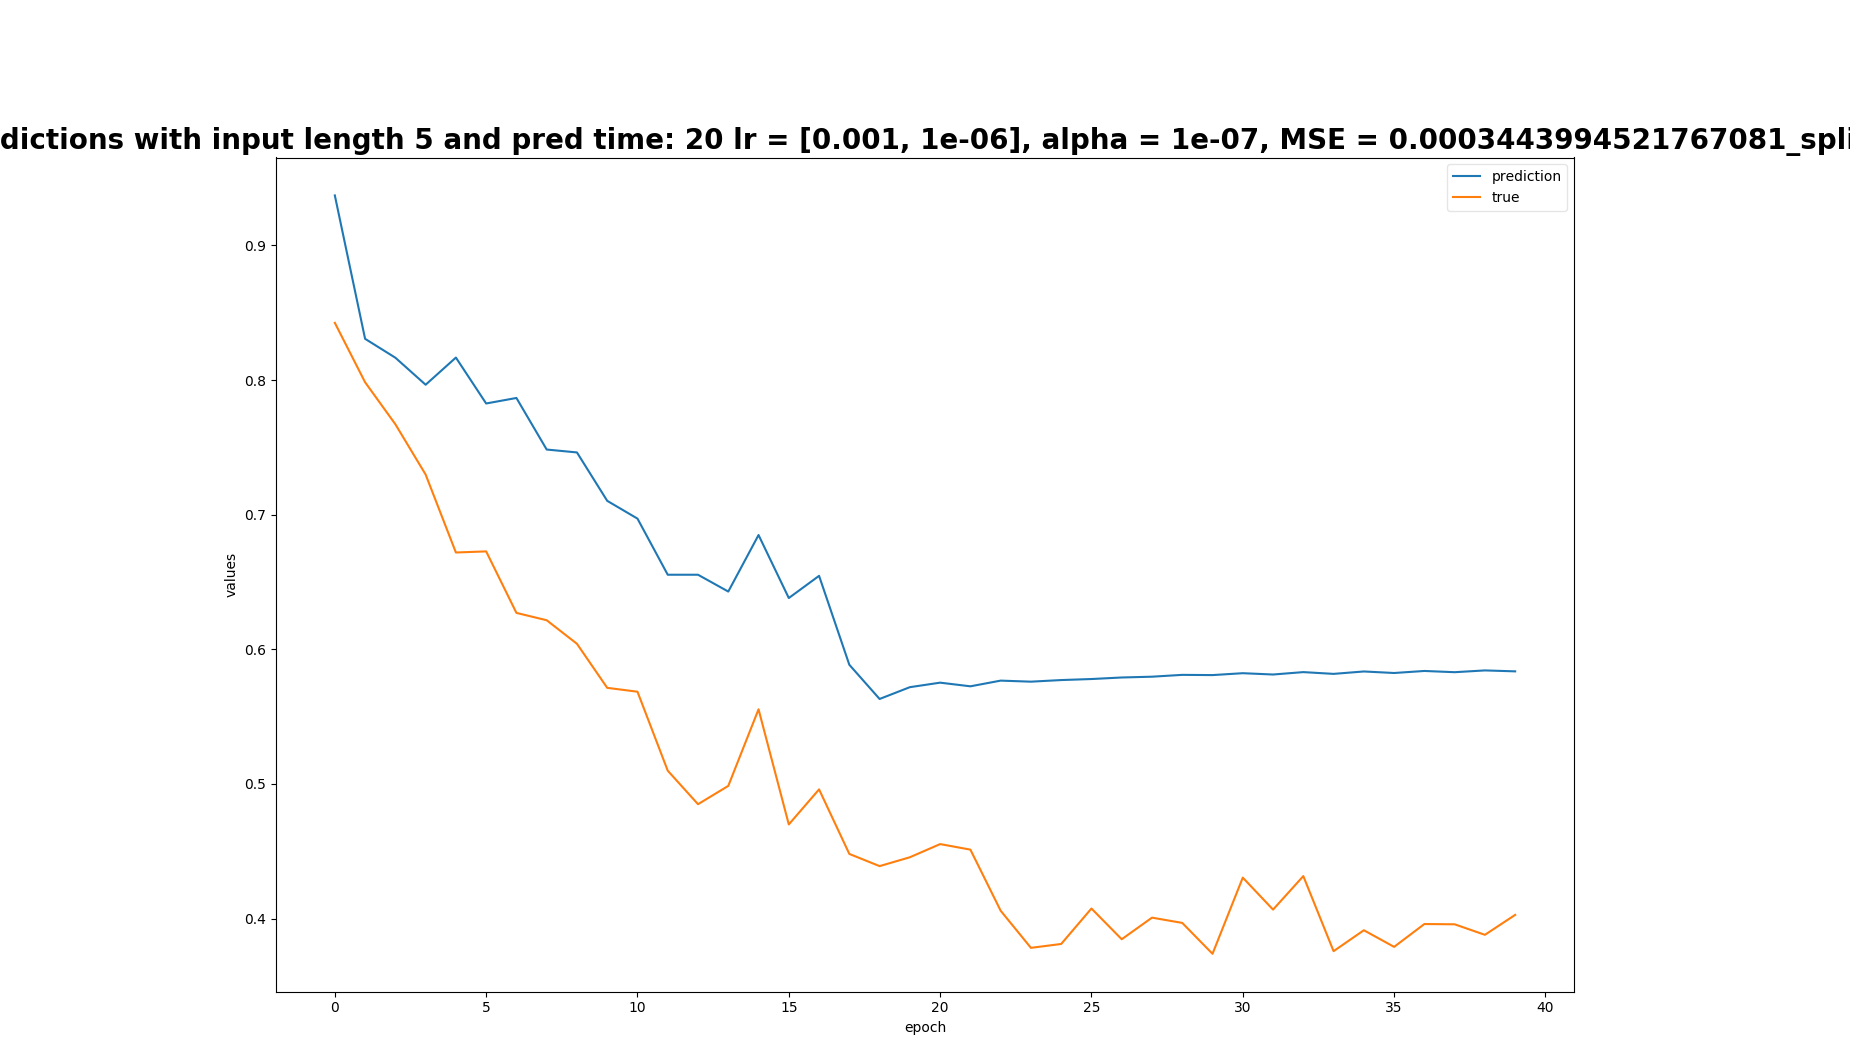 dictions with input length 5 and pred time: 20 lr = [0.001, 1e-06], alpha = 1e-07, MSE = 0.0003443994521767081_spli
prediction
true
0.9
0.8
0.7
0.6
0.5
0.4
values
0 5 10 15 20 25 30 35 40
epoch